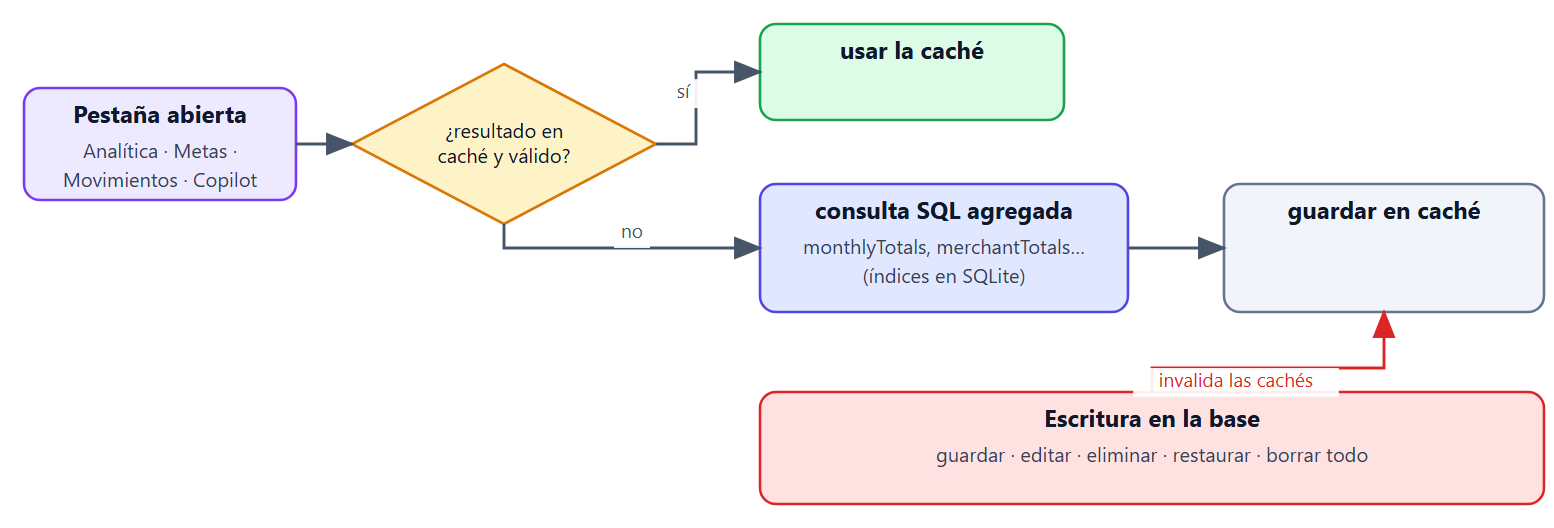 Pestaña abierta
Analítica · Metas ·
Movimientos · Copilot
¿resultado en
caché y válido?
sí
usar la caché
no
consulta SQL agregada
monthlyTotals, merchantTotals...
(índices en SQLite)
guardar en caché
invalida las cachés
Escritura en la base
guardar · editar · eliminar · restaurar · borrar todo